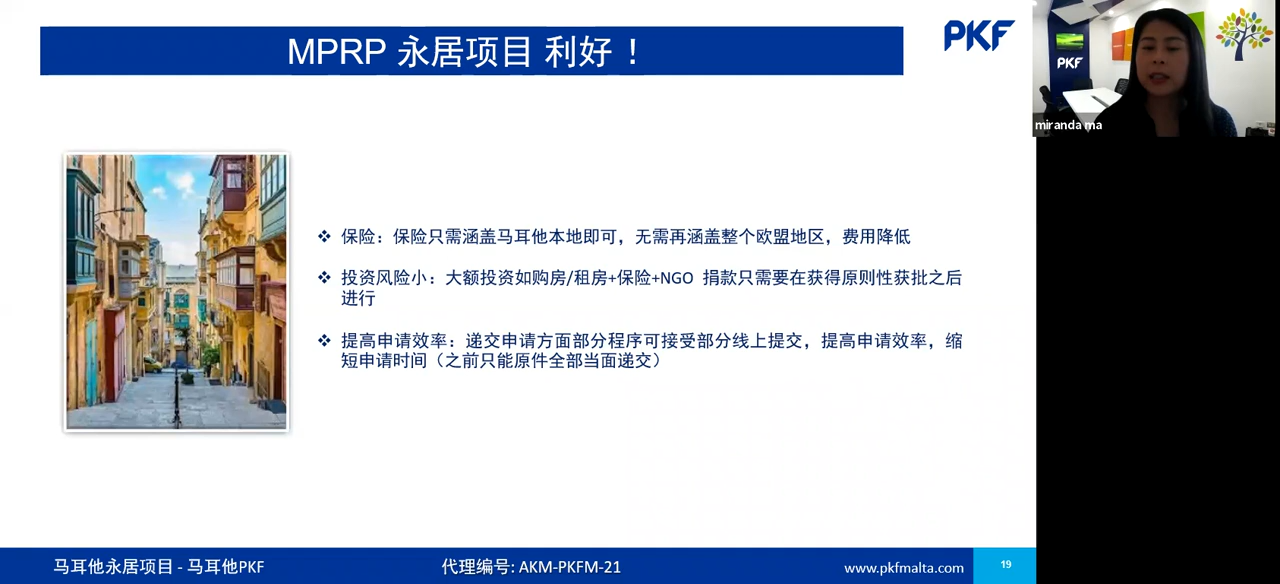 MPRP 永居项目 利好 ！
PKF
PKF
miranda ma
❖ 保险：保险只需涵盖马耳他本地即可，无需再涵盖整个欧盟地区，费用降低
❖ 投资风险小：大额投资如购房/租房+保险+NGO 捐款只需要在获得原则性获批之后
进行
❖ 提高申请效率：递交申请方面部分程序可接受部分线上提交，提高申请效率，缩
短申请时间（之前只能原件全部当面递交）
马耳他永居项目 - 马耳他PKF
代理编号: AKM-PKFM-21
www.pkfmalta.com
19